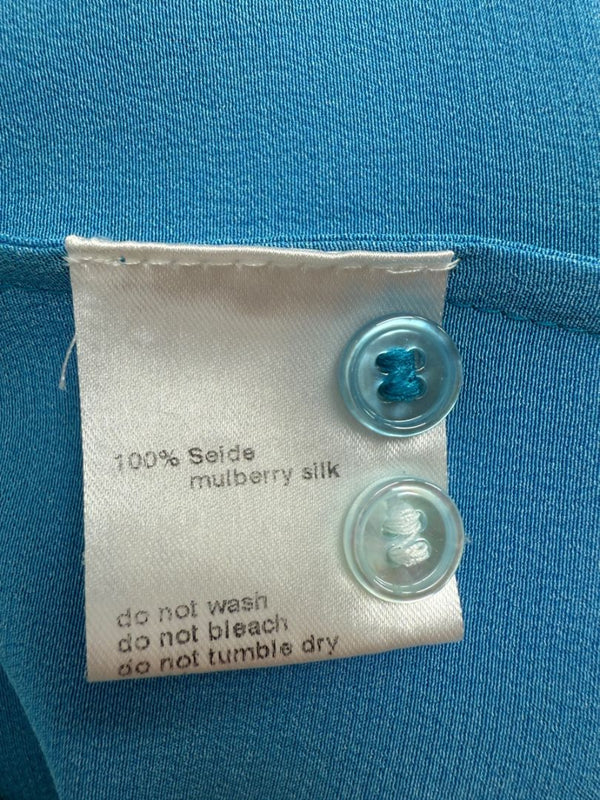 100% Seide
mulberry silk
do not wash
do not bleach
do not tumble dry